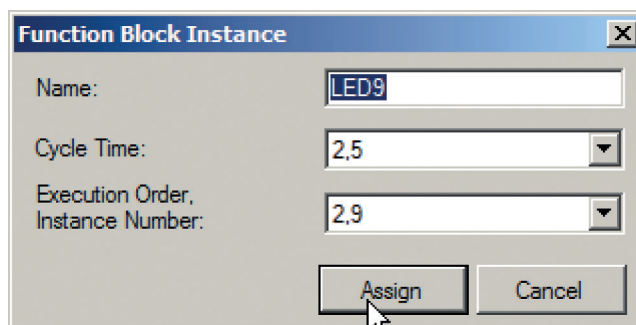 Function Block Instance
Name:
LED9
Cycle Time:
2,5
Execution Order,
Instance Number:
2,9
Assign
Cancel